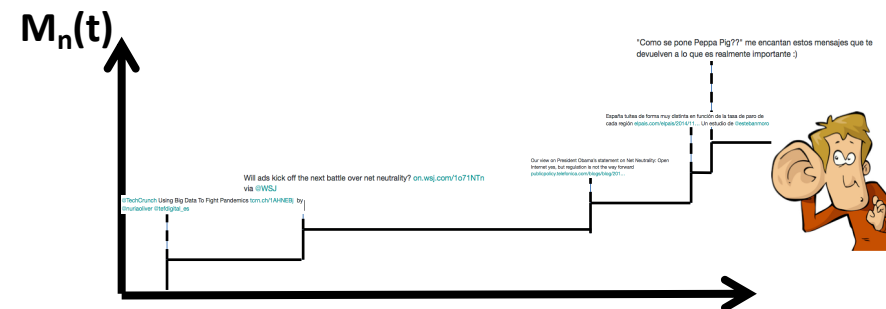 Mn(t)
"Como se pone Peppa Pig??" me encantan estos mensajes que te
devuelven a lo que es realmente importante :)
España tuitea de forma muy distinta en función de la tasa de paro de
cada región elpais.com/elpais/2014/11... Un estudio de @estebanmoro
Our view on President Obama's statement on Net Neutrality: Open
Internet yes, but regulation is not the way forward
publicpolicy.telefonica.com/blogs/blog/201...
Will ads kick off the next battle over net neutrality? on.wsj.com/1o71NTn
via @WSJ
@TechCrunch Using Big Data To Fight Pandemics tcrn.ch/1AHNEBj by
@nuriaoliver @tefdigital_es